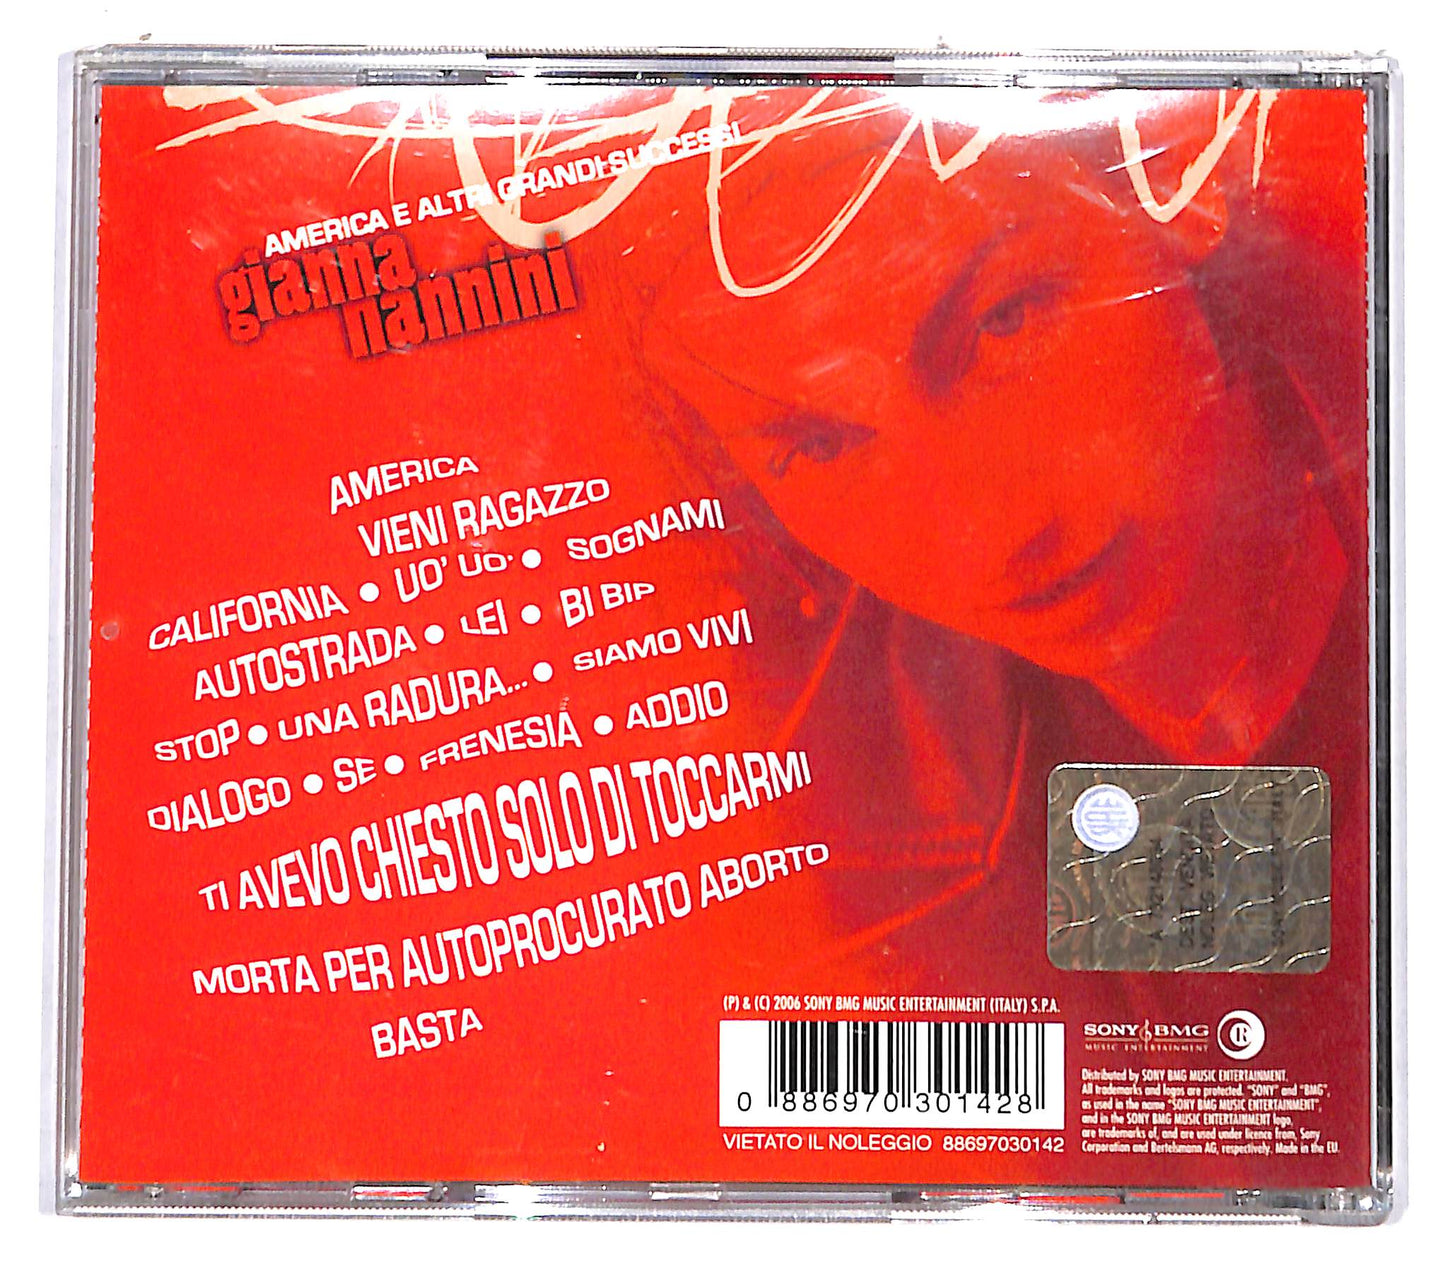 AMERICA E ALTRI GRANDI SUCCESSI
gianna
nannini
AMERICA
VIENI RAGAZZO
CALIFORNIA • UO' UO' • SOGNAMI
AUTOSTRADA • LEI • BI BIP
STOP • UNA RADURA... • SIAMO VIVI
DIALOGO • SE • FRENESIA • ADDIO
TI AVEVO CHIESTO SOLO DI TOCCARMI
MORTA PER AUTOPROCURATO ABORTO
BASTA
(P) & (C) 2006 SONY BMG MUSIC ENTERTAINMENT (ITALY) S.P.A.
0 886970 301428
VIETATO IL NOLEGGIO 88697030142
SONY BMG
MUSIC ENTERTAINMENT
R
Distributed by SONY BMG MUSIC ENTERTAINMENT.
All trademarks and logos are protected. "SONY" and "BMG",
as used in the name "SONY BMG MUSIC ENTERTAINMENT",
and in the SONY BMG MUSIC ENTERTAINMENT logo,
are trademarks of, and are used under licence from, Sony
Corporation and Bertelsmann AG, respectively. Made in the EU.